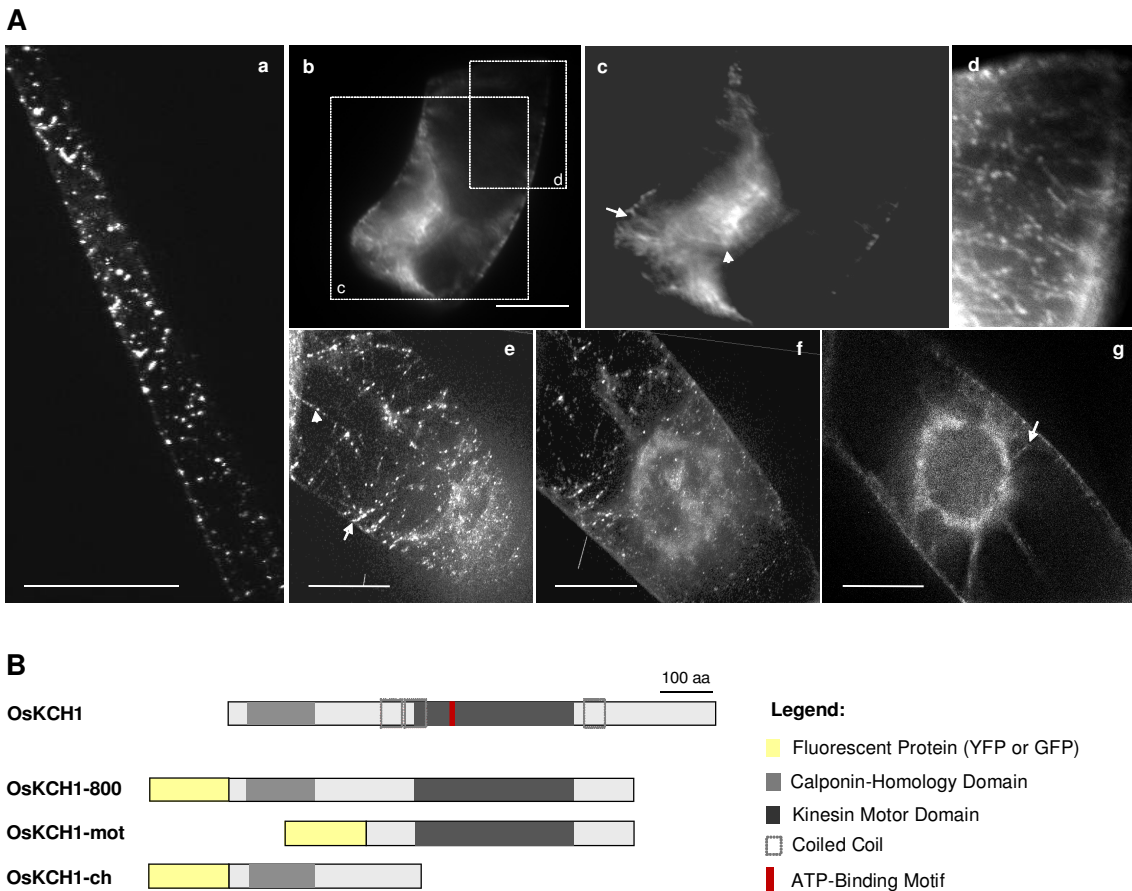 A
a
b
c
d
c
d
e
f
g
B
100 aa
OsKCH1
OsKCH1-800
OsKCH1-mot
OsKCH1-ch
Legend:
Fluorescent Protein (YFP or GFP)
Calponin-Homology Domain
Kinesin Motor Domain
Coiled Coil
ATP-Binding Motif